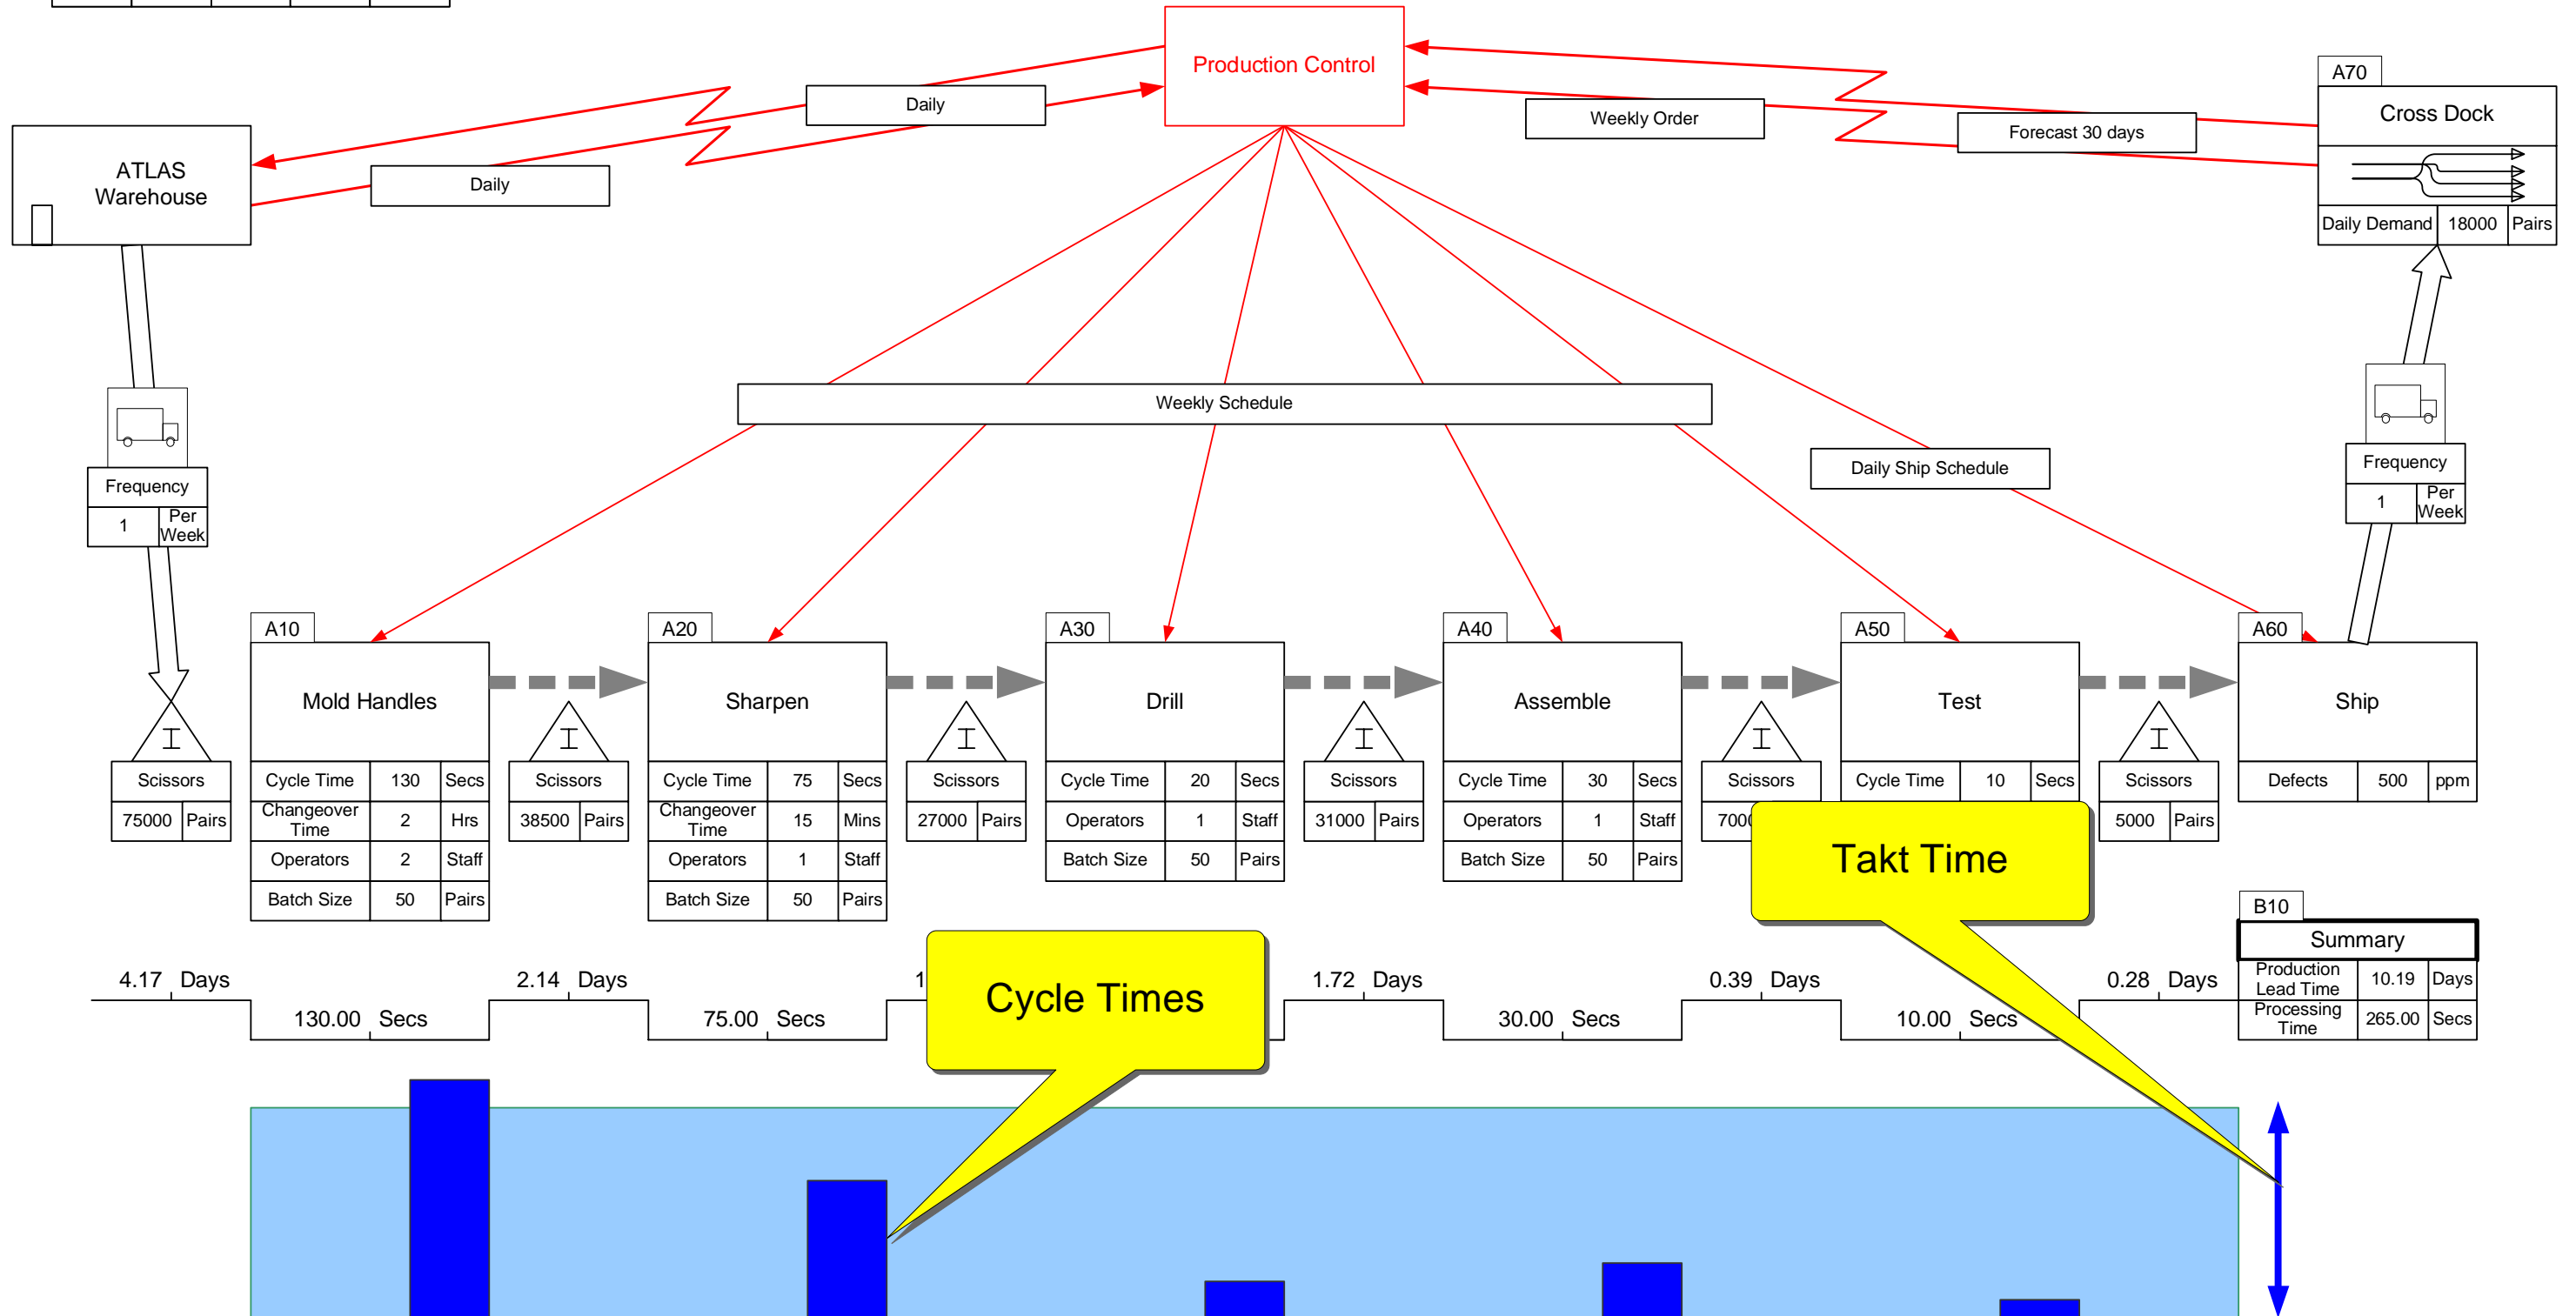 Production Control
A70
Cross Dock
Daily Demand 18000 Pairs
Daily
Weekly Order
Forecast 30 days
ATLAS
Warehouse
Daily
Weekly Schedule
Daily Ship Schedule
Frequency
1 Per
Week
Frequency
1 Per
Week
A10
Mold Handles
Cycle Time 130 Secs
Changeover
Time 2 Hrs
Operators 2 Staff
Batch Size 50 Pairs
A20
Sharpen
Cycle Time 75 Secs
Changeover
Time 15 Mins
Operators 1 Staff
Batch Size 50 Pairs
A30
Drill
Cycle Time 20 Secs
Operators 1 Staff
Batch Size 50 Pairs
A40
Assemble
Cycle Time 30 Secs
Operators 1 Staff
Batch Size 50 Pairs
A50
Test
Cycle Time 10 Secs
A60
Ship
Defects 500 ppm
I
Scissors
75000 Pairs
I
Scissors
38500 Pairs
I
Scissors
27000 Pairs
I
Scissors
31000 Pairs
I
Scissors
I
Scissors
5000 Pairs
Takt Time
Cycle Times
B10
Summary
Production
Lead Time 10.19 Days
Processing
Time 265.00 Secs
4.17 Days
2.14 Days
1.72 Days
0.39 Days
0.28 Days
130.00 Secs
75.00 Secs
30.00 Secs
10.00 Secs